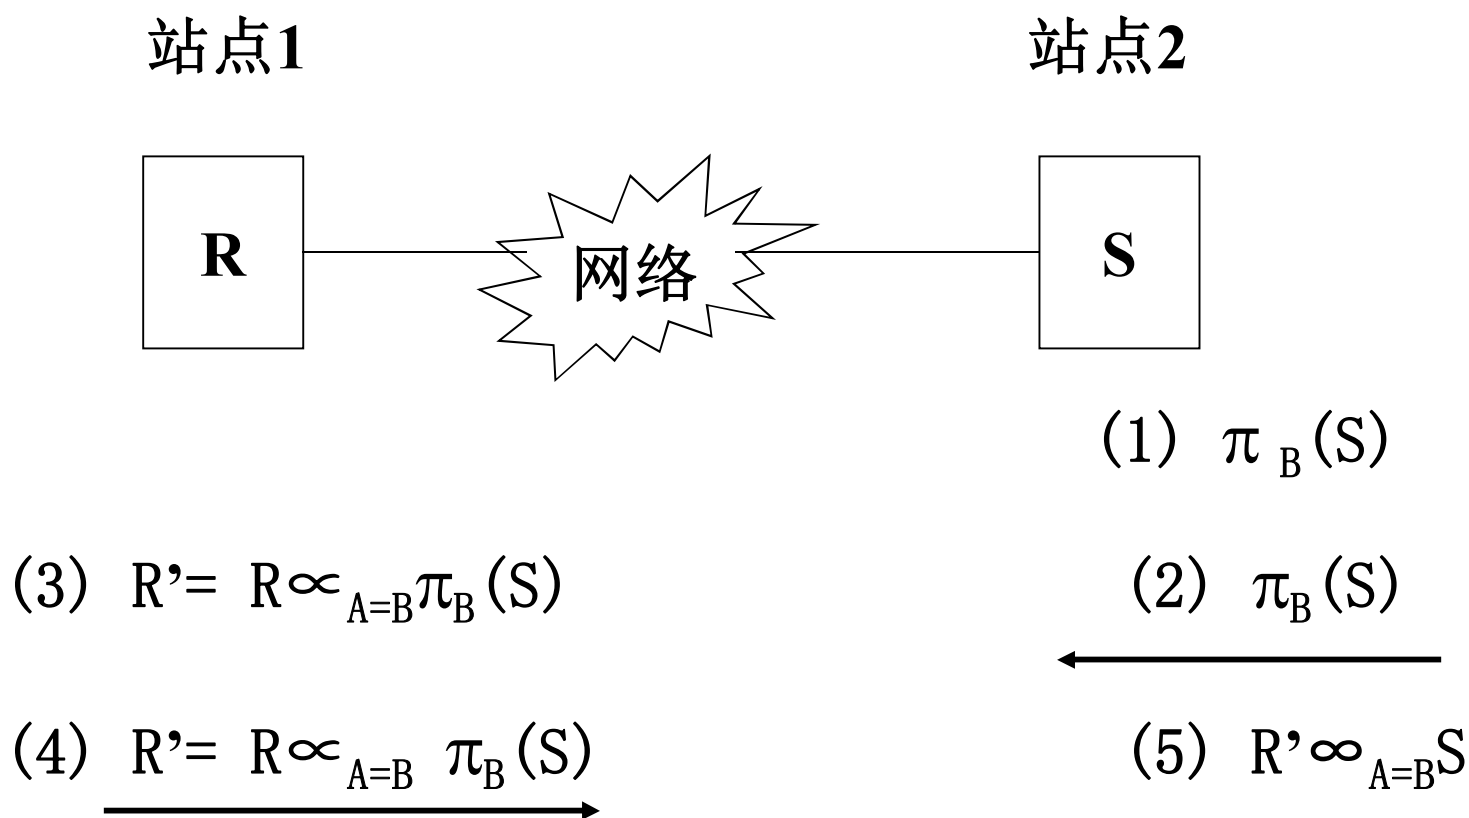 站点1 站点2
R 网络 S
(1) π B(S)
(3) R’= R∝A=BπB(S) (2) πB(S)
(4) R’= R∝A=B πB(S) (5) R’∞A=BS